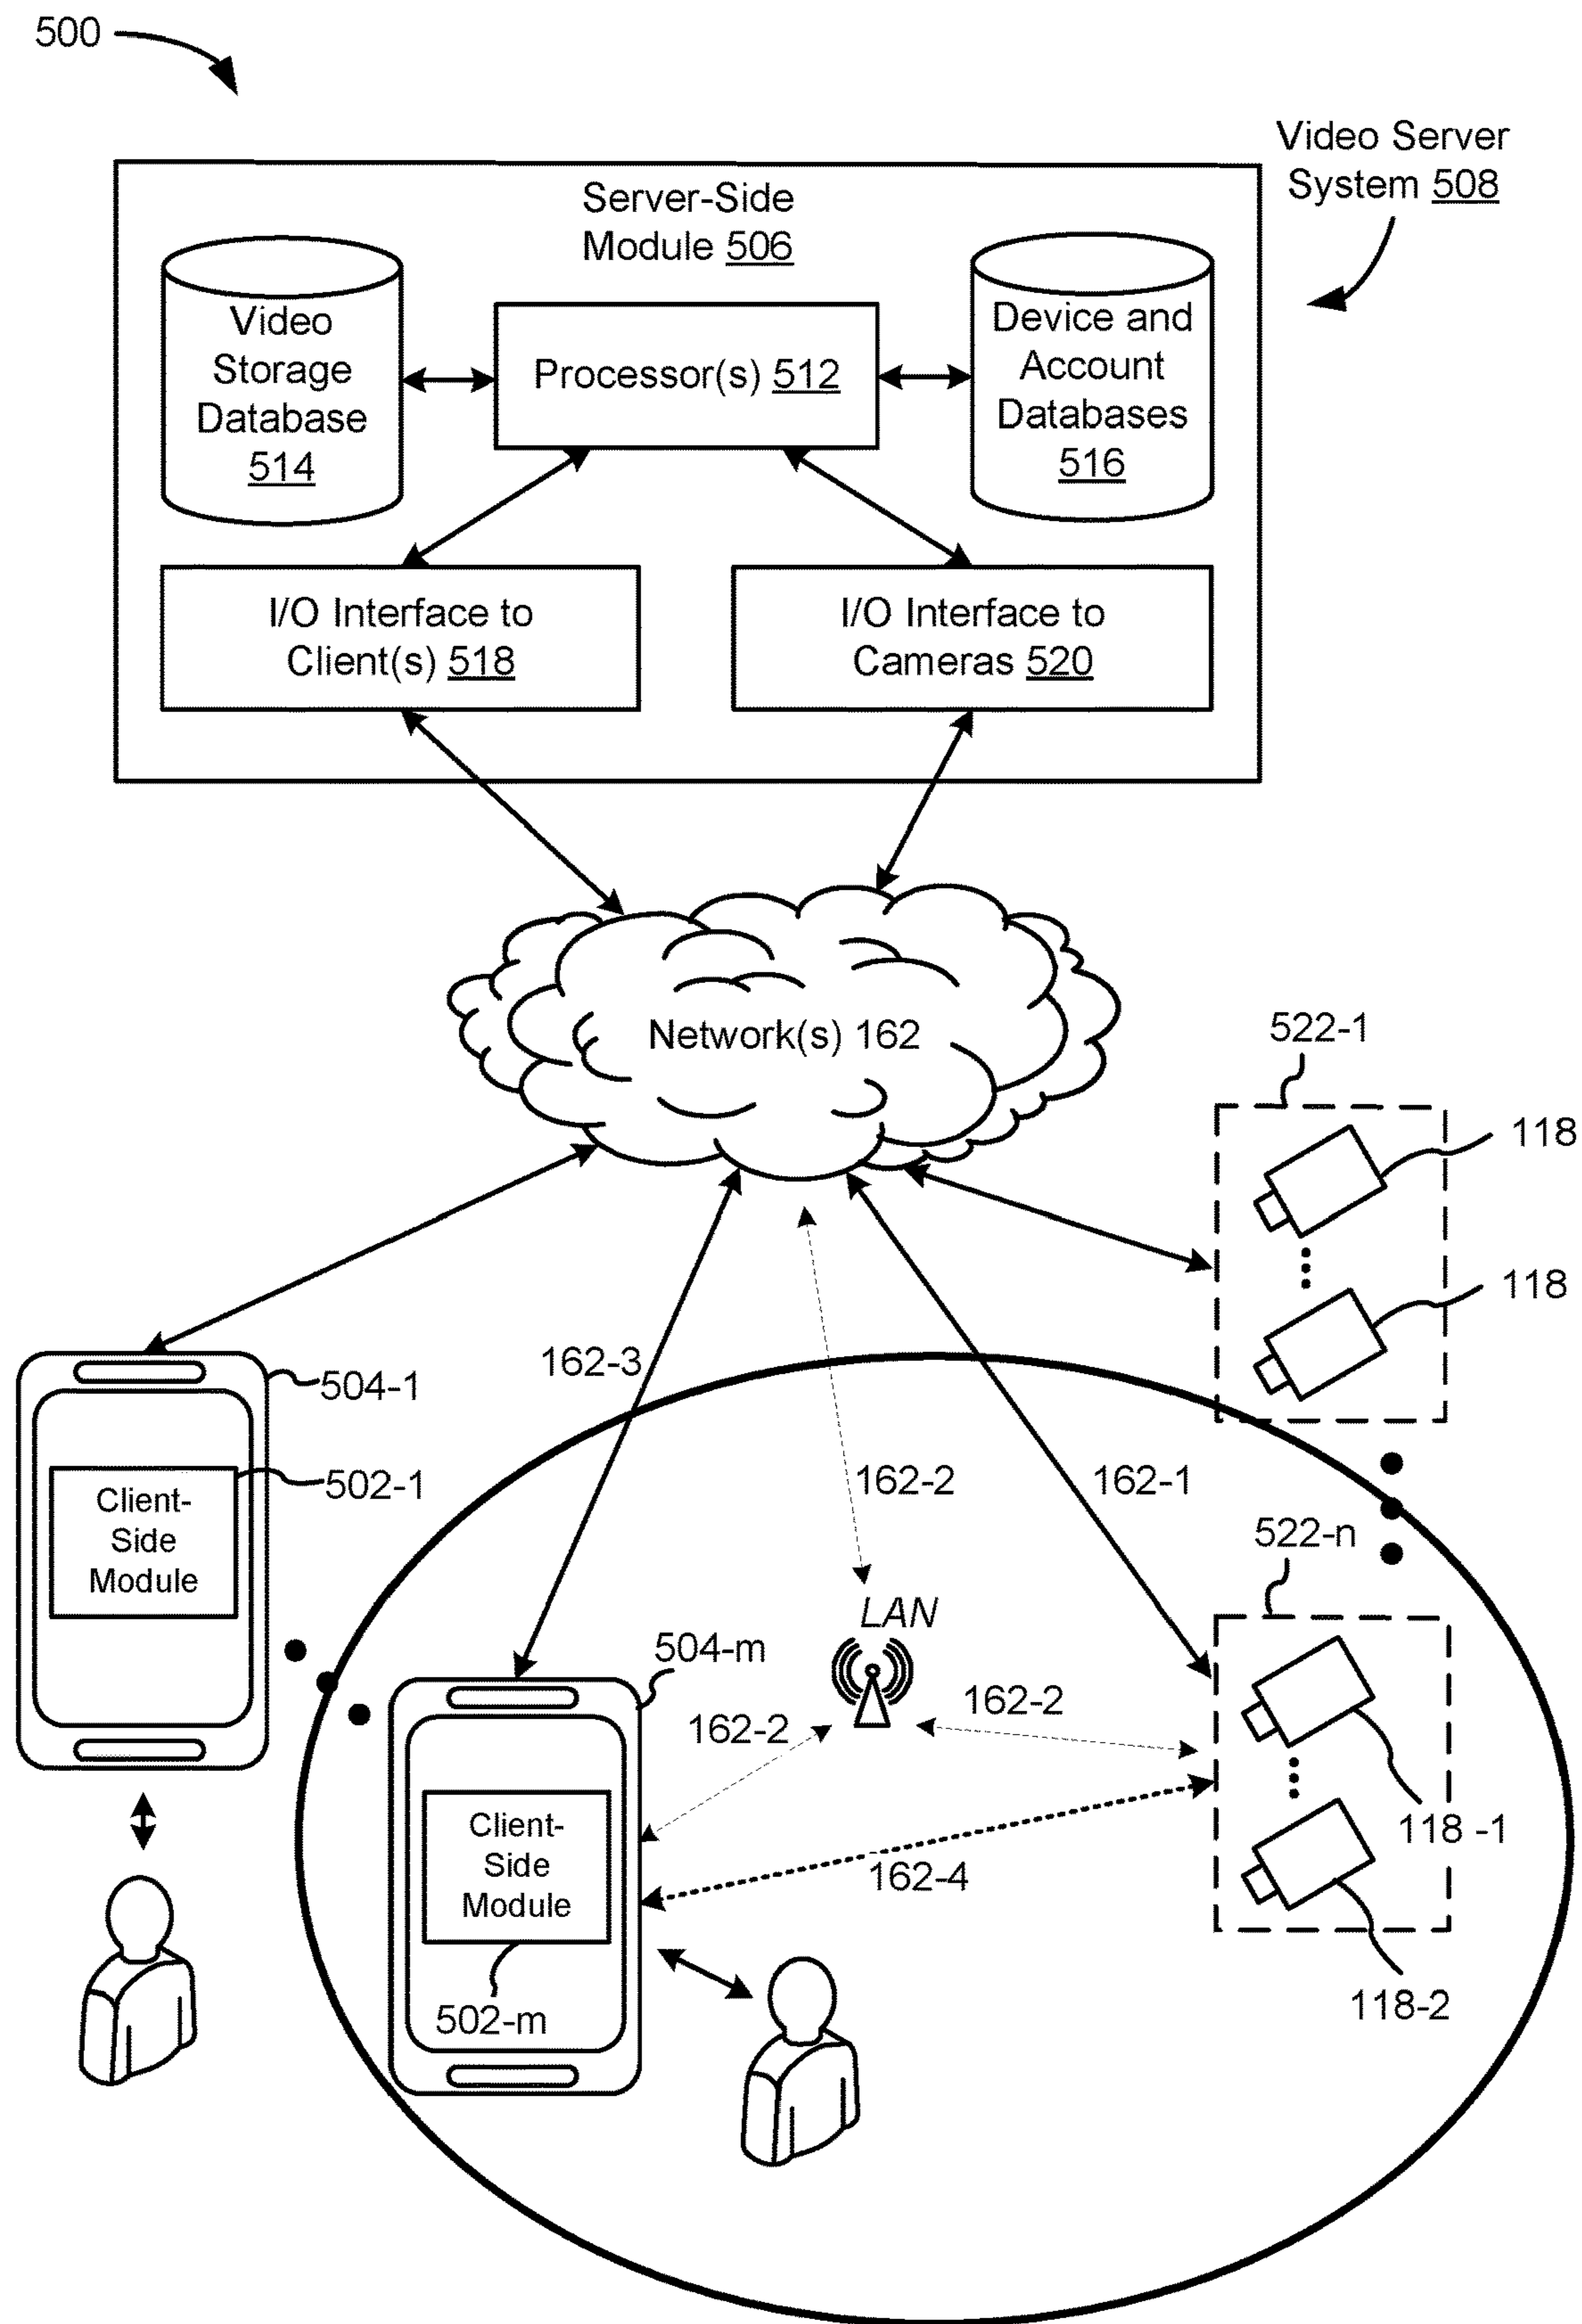 500
Video Server
System 508
Server-Side
Module 506
Video
Storage
Database
514
Processor(s) 512
Device and
Account
Databases
516
I/O Interface to
Client(s) 518
I/O Interface to
Cameras 520
Network(s) 162
522-1
118
118
162-3
504-1
502-1
Client-
Side
Module
162-2
162-1
522-n
LAN
504-m
162-2
162-2
Client-
Side
Module
118 -1
162-4
118-2
502-m